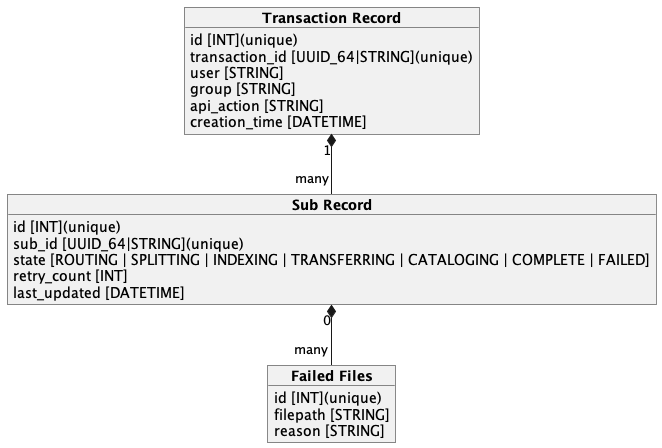 Transaction Record
id [INT](unique)
transaction_id [UUID_64|STRING](unique)
user [STRING]
group [STRING]
api_action [STRING]
creation_time [DATETIME]
1
many
Sub Record
id [INT](unique)
sub_id [UUID_64|STRING](unique)
state [ROUTING | SPLITTING | INDEXING | TRANSFERRING | CATALOGING | COMPLETE | FAILED]
retry_count [INT]
last_updated [DATETIME]
0
many
Failed Files
id [INT](unique)
filepath [STRING]
reason [STRING]